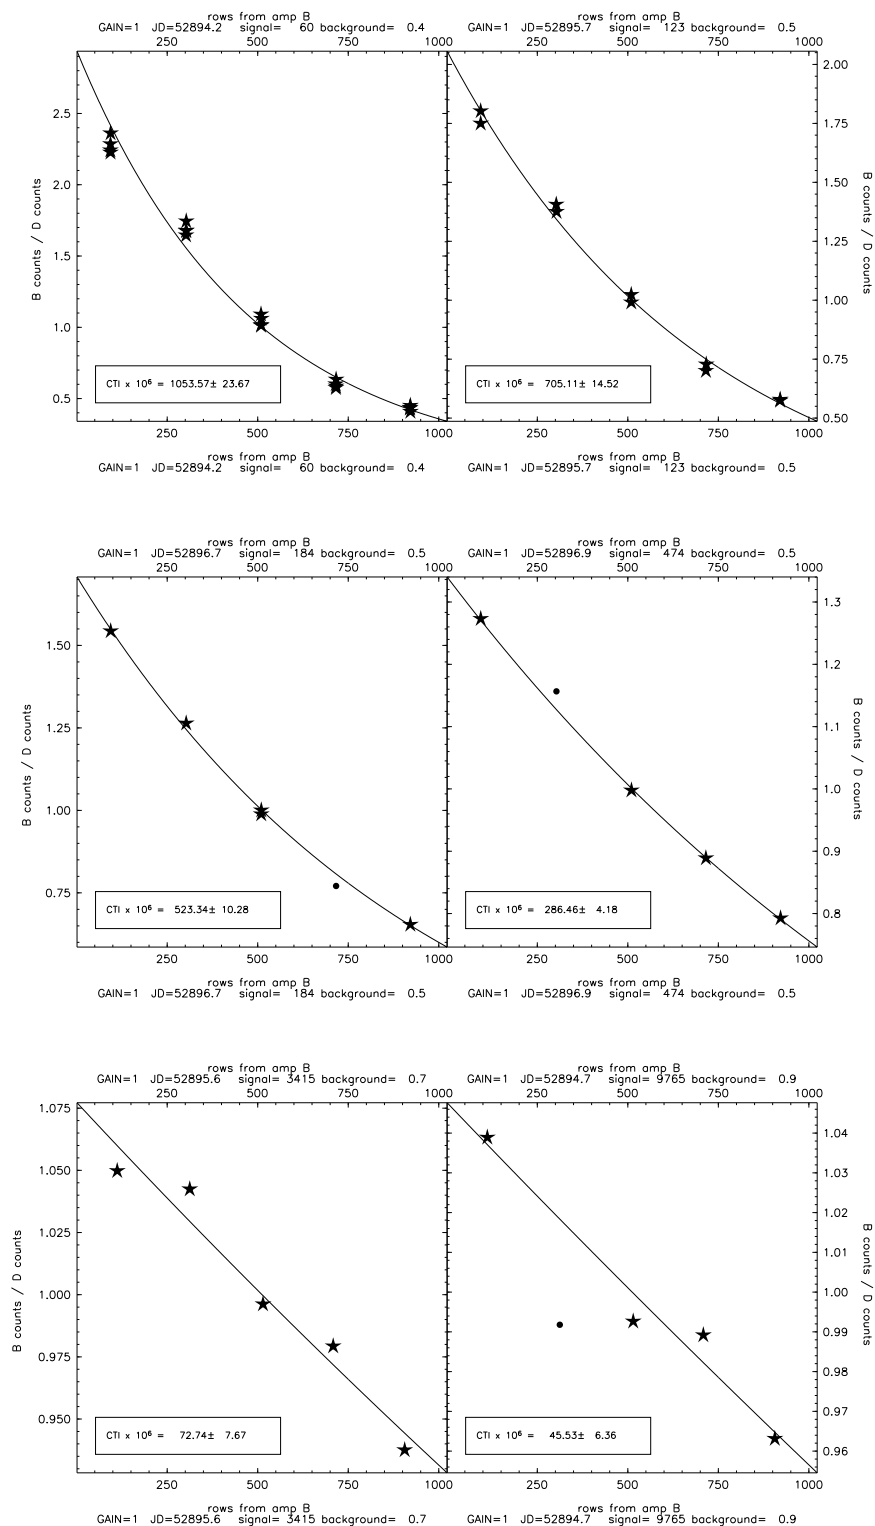 rows from amp B
GAIN=1 JD=52894.2 signal= 60 background= 0.4
250 500 750 1000
rows from amp B
GAIN=1 JD=52895.7 signal= 123 background= 0.5
250 500 750 1000
B counts / D counts
2.5
2.0
1.5
1.0
0.5
CTI x 10⁶ = 1053.57± 23.67
250 500 750 1000
rows from amp B
GAIN=1 JD=52894.2 signal= 60 background= 0.4
2.00
1.75
1.50
1.25
1.00
0.75
0.50
B counts / D counts
CTI x 10⁶ = 705.11± 14.52
250 500 750 1000
rows from amp B
GAIN=1 JD=52895.7 signal= 123 background= 0.5
rows from amp B
GAIN=1 JD=52896.7 signal= 184 background= 0.5
250 500 750 1000
rows from amp B
GAIN=1 JD=52896.9 signal= 474 background= 0.5
250 500 750 1000
B counts / D counts
1.50
1.25
1.00
0.75
CTI x 10⁶ = 523.34± 10.28
250 500 750 1000
rows from amp B
GAIN=1 JD=52896.7 signal= 184 background= 0.5
1.3
1.2
1.1
1.0
0.9
0.8
B counts / D counts
CTI x 10⁶ = 286.46± 4.18
250 500 750 1000
rows from amp B
GAIN=1 JD=52896.9 signal= 474 background= 0.5
rows from amp B
GAIN=1 JD=52895.6 signal= 3415 background= 0.7
250 500 750 1000
rows from amp B
GAIN=1 JD=52894.7 signal= 9765 background= 0.9
250 500 750 1000
B counts / D counts
1.075
1.050
1.025
1.000
0.975
0.950
CTI x 10⁶ = 72.74± 7.67
250 500 750 1000
rows from amp B
GAIN=1 JD=52895.6 signal= 3415 background= 0.7
1.04
1.03
1.02
1.01
1.00
0.99
0.98
0.97
0.96
B counts / D counts
CTI x 10⁶ = 45.53± 6.36
250 500 750 1000
rows from amp B
GAIN=1 JD=52894.7 signal= 9765 background= 0.9